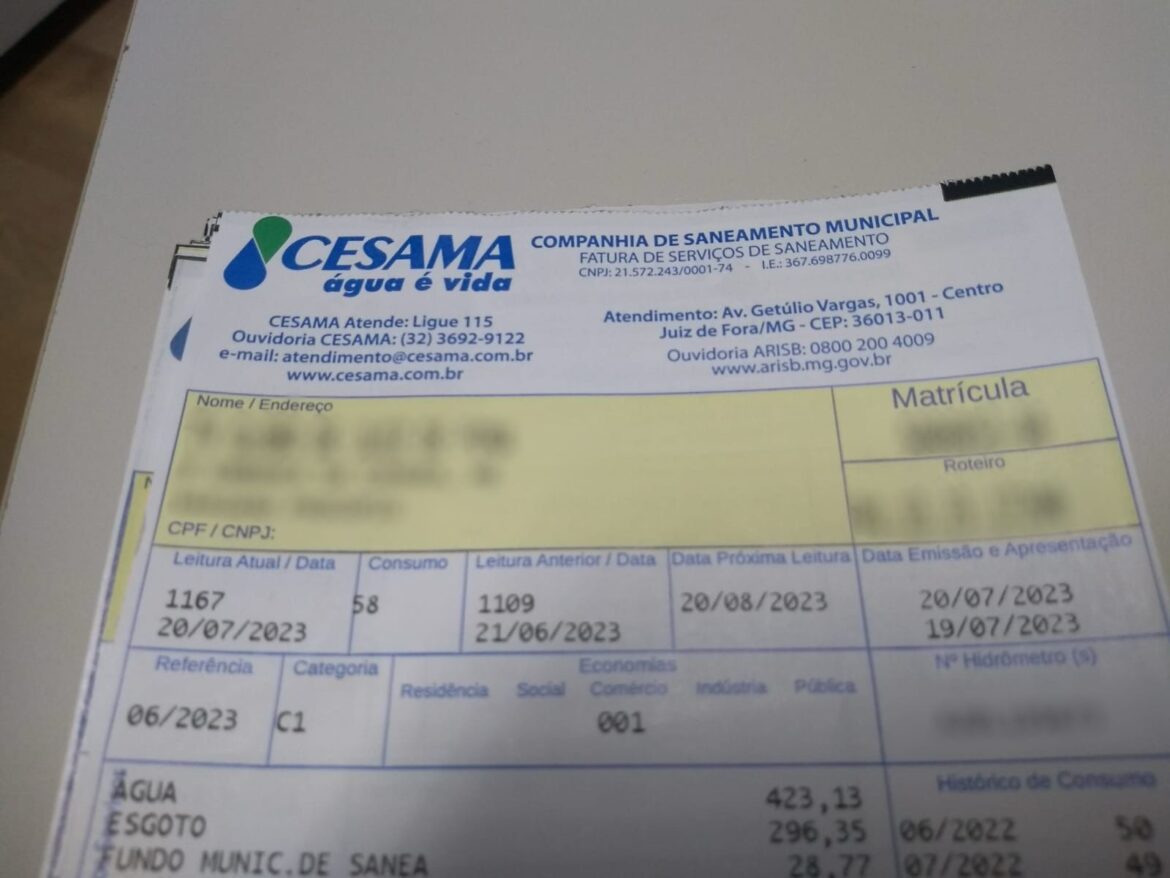 CESAMA
água é vida
COMPANHIA DE SANEAMENTO MUNICIPAL
FATURA DE SERVIÇOS DE SANEAMENTO
CNPJ: 21.572.243/0001-74 - I.E.: 367.698776.0099
CESAMA Atende: Ligue 115
Ouvidoria CESAMA: (32) 3692-9122
e-mail: atendimento@cesama.com.br
www.cesama.com.br
Atendimento: Av. Getúlio Vargas, 1001 - Centro
Juiz de Fora/MG - CEP: 36013-011
Ouvidoria ARISB: 0800 200 4009
www.arisb.mg.gov.br
Nome / Endereço
Matrícula
Roteiro
CPF / CNPJ:
Leitura Atual / Data Consumo Leitura Anterior / Data Data Próxima Leitura Data Emissão e Apresentação
1167 58 1109 20/08/2023 20/07/2023
20/07/2023 21/06/2023 19/07/2023
Referência Categoria Economias Nº Hidrômetro (s)
Residência Social Comércio Indústria Pública
06/2023 C1 001
Histórico de Consumo
ÁGUA 423,13
ESGOTO 296,35 06/2022 50
FUNDO MUNIC.DE SANEA 28,77 07/2022 49